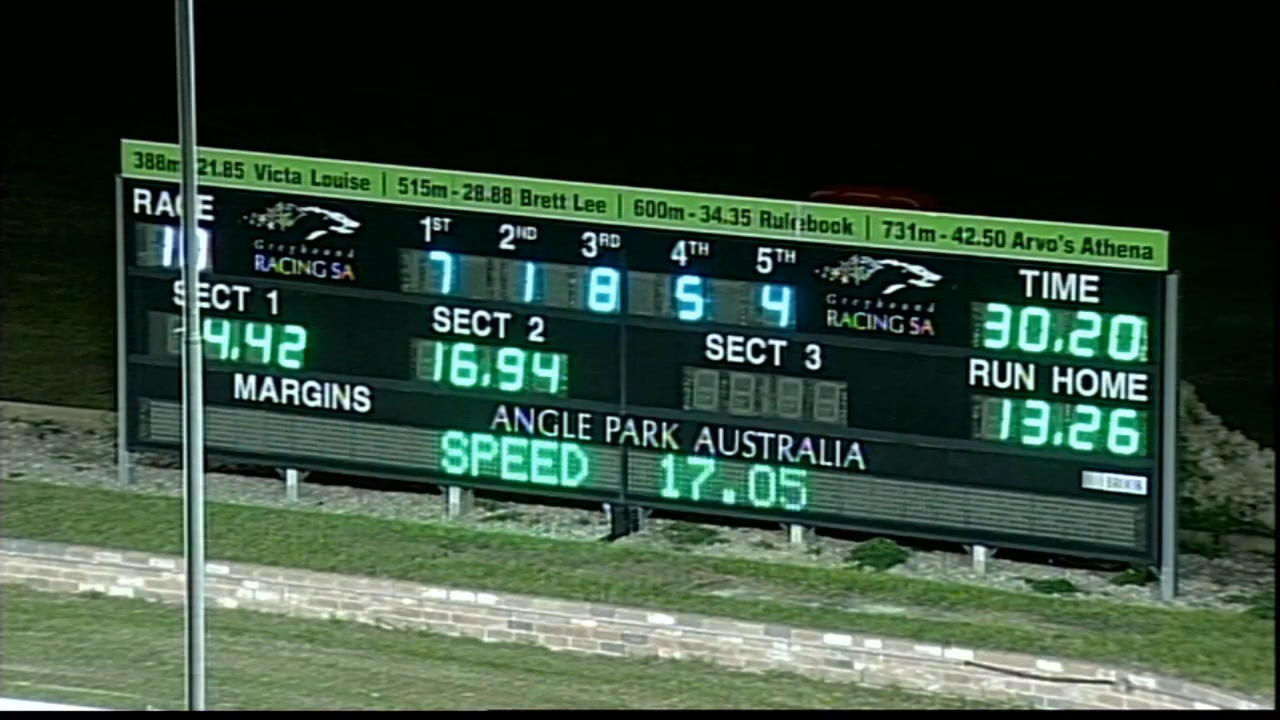 388m - 21.85 Victa Louise | 515m - 28.88 Brett Lee | 600m - 34.35 Rulebook | 731m - 42.50 Arvo's Athena
RACE 1ST 2ND 3RD 4TH 5TH TIME
10 Greyhound RACING SA 7 1 8 5 4 Greyhound RACING SA 30.20
SECT 1 SECT 2 SECT 3 RUN HOME
4.42 16.94 13.26
MARGINS ANGLE PARK AUSTRALIA
SPEED 17.05